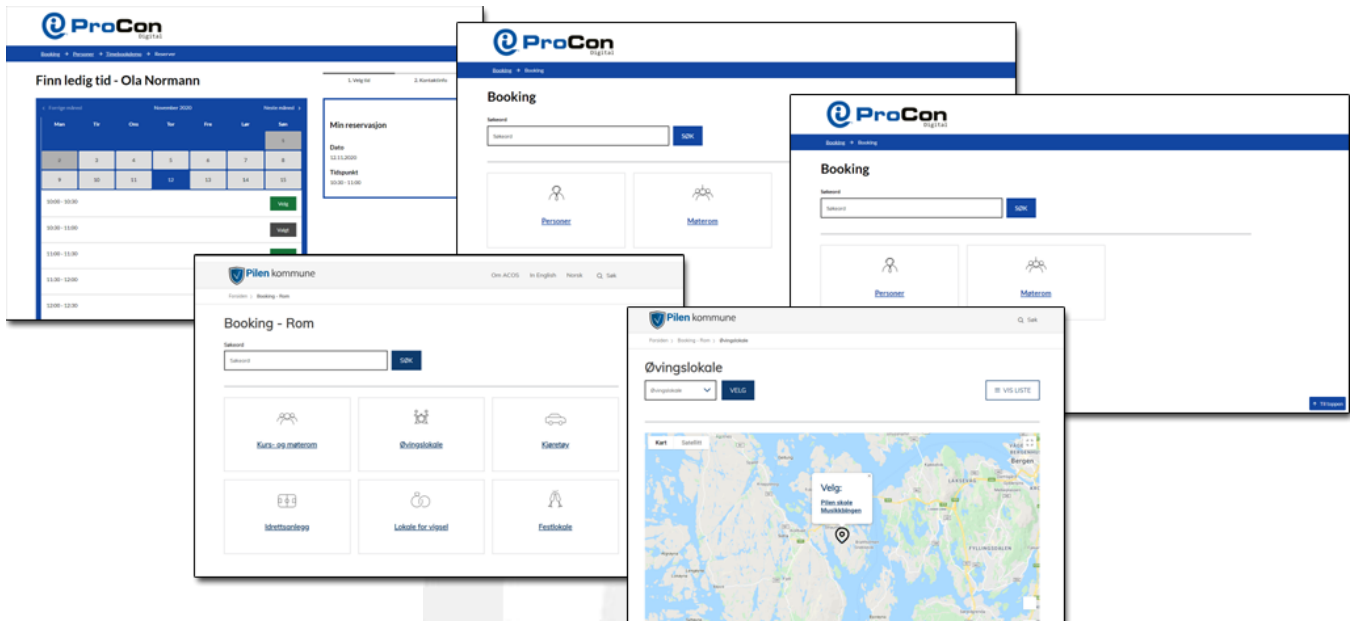 ProCon
Digital
Booking + Personer + Timebestilling + Reserver
Finn ledig tid - Ola Normann
1. Velg tid
2. Kontaktinfo
‹ Forrige måned
November 2020
Neste måned ›
Man Tir Ons Tor Fre Lør Søn
1
2 3 4 5 6 7 8
9 10 11 12 13 14 15
10:00 - 10:30
Velg
10:30 - 11:00
Valgt
11:00 - 11:30
11:30 - 12:00
12:00 - 12:30
Min reservasjon
Dato
12.11.2020
Tidspunkt
10:30 - 11:00
ProCon
Digital
Booking + Booking
Booking
Søkeord
Søkeord
SØK
Personer
Møterom
ProCon
Digital
Booking + Booking
Booking
Søkeord
Søkeord
SØK
Personer
Møterom
Til toppen
Pilen kommune
Om ACOS In English Norsk Søk
Forsiden › Booking - Rom
Booking - Rom
Søkeord
Søkeord
SØK
Kurs- og møterom
Øvingslokale
Kjøretøy
Idrettsanlegg
Lokale for vigsel
Festlokale
Pilen kommune
Søk
Forsiden › Booking - Rom › Øvingslokale
Øvingslokale
Øvingslokale
VELG
VIS LISTE
Kart Satellitt
Velg:
Pilen skole
Musikkbingen
Bergen
LAKSEVÅG
FYLLINGSDALEN